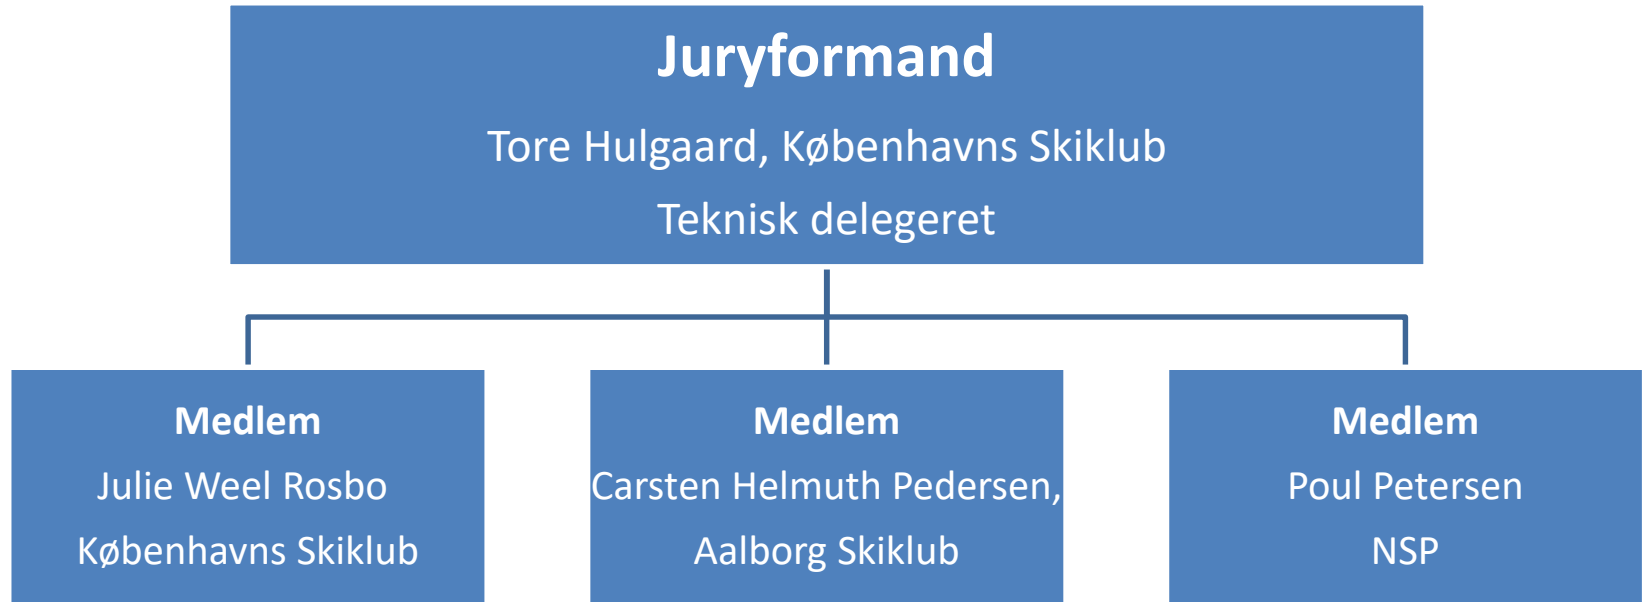 Juryformand
Tore Hulgaard, Københavns Skiklub
Teknisk delegeret
Medlem
Julie Weel Rosbo
Københavns Skiklub
Medlem
Carsten Helmuth Pedersen,
Aalborg Skiklub
Medlem
Poul Petersen
NSP